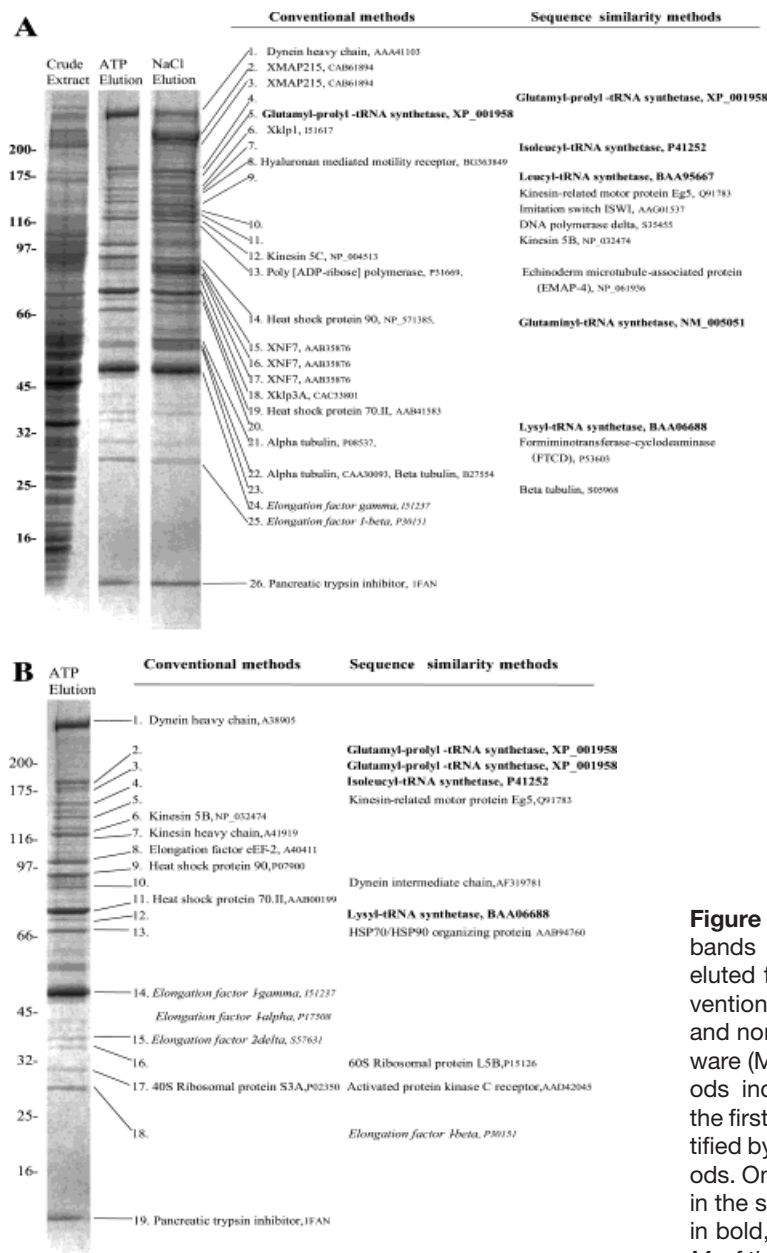 A
Conventional methods Sequence similarity methods
Crude Extract
ATP Elution
NaCl Elution
1. Dynein heavy chain, AAA41103
2. XMAP215, CAB61894
3. XMAP215, CAB61894
4. Glutamyl-prolyl -tRNA synthetase, XP_001958
5. Glutamyl-prolyl -tRNA synthetase, XP_001958
6. Xklp1, I51617
7. Isoleucyl-tRNA synthetase, P41252
8. Hyaluronan mediated motility receptor, BG363849
9. Leucyl-tRNA synthetase, BAA95667
Kinesin-related motor protein Eg5, Q91783
Imitation switch ISWI, AAG01537
10. DNA polymerase delta, S35455
11. Kinesin 5B, NP_032474
12. Kinesin 5C, NP_004513
13. Poly [ADP-ribose] polymerase, P31669, Echinoderm microtubule-associated protein
(EMAP-4), NP_061936
14. Heat shock protein 90, NP_571385, Glutaminyl-tRNA synthetase, NM_005051
15. XNF7, AAB35876
16. XNF7, AAB35876
17. XNF7, AAB35876
18. Xklp3A, CAC33801
19. Heat shock protein 70.II, AAB41583
20. Lysyl-tRNA synthetase, BAA06688
21. Alpha tubulin, P08537, Formiminotransferase-cyclodeaminase
(FTCD), P53603
22. Alpha tubulin, CAA30093, Beta tubulin, B27554
23. Beta tubulin, S05968
24. Elongation factor gamma, I51237
25. Elongation factor 1-beta, P30151
26. Pancreatic trypsin inhibitor, 1FAN
200-
175-
116-
97-
66-
45-
32-
25-
16-
B
ATP Elution
Conventional methods Sequence similarity methods
1. Dynein heavy chain, A38905
2. Glutamyl-prolyl -tRNA synthetase, XP_001958
3. Glutamyl-prolyl -tRNA synthetase, XP_001958
4. Isoleucyl-tRNA synthetase, P41252
5. Kinesin-related motor protein Eg5, Q91783
6. Kinesin 5B, NP_032474
7. Kinesin heavy chain, A41919
8. Elongation factor eEF-2, A40411
9. Heat shock protein 90, P07900
10. Dynein intermediate chain, AF319781
11. Heat shock protein 70.II, AAB00199
12. Lysyl-tRNA synthetase, BAA06688
13. HSP70/HSP90 organizing protein AAB94760
14. Elongation factor 1-gamma, I51237
Elongation factor 1-alpha, P17508
15. Elongation factor 2delta, S57631
16. 60S Ribosomal protein L5B, P15126
17. 40S Ribosomal protein S3A, P02350 Activated protein kinase C receptor, AAD42045
18. Elongation factor 1-beta, P30151
19. Pancreatic trypsin inhibitor, 1FAN
200-
175-
116-
97-
66-
45-
32-
25-
16-
Figure
bands
eluted f
vention
and nor
ware (M
ods inc
the first
tified by
ods. On
in the s
in bold,